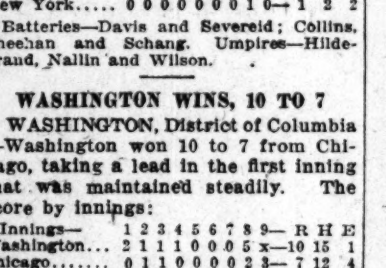 ew York..... 0 0 0 0 0 0 0 1 0— 1 2 2
Batteries—Davis and Severeid; Collins,
heehan and Schang. Umpires—Hilde-
rand, Nallin and Wilson.
WASHINGTON WINS, 10 TO 7
WASHINGTON, District of Columbia
-Washington won 10 to 7 from Chi-
ago, taking a lead in the first inning
hat was maintained steadily. The
core by innings:
Innings— 1 2 3 4 5 6 7 8 9— R H E
ashington... 2 1 1 1 0 0 0 5 x—10 15 1
hicago....... 0 1 1 0 0 0 0 2 3— 7 12 4